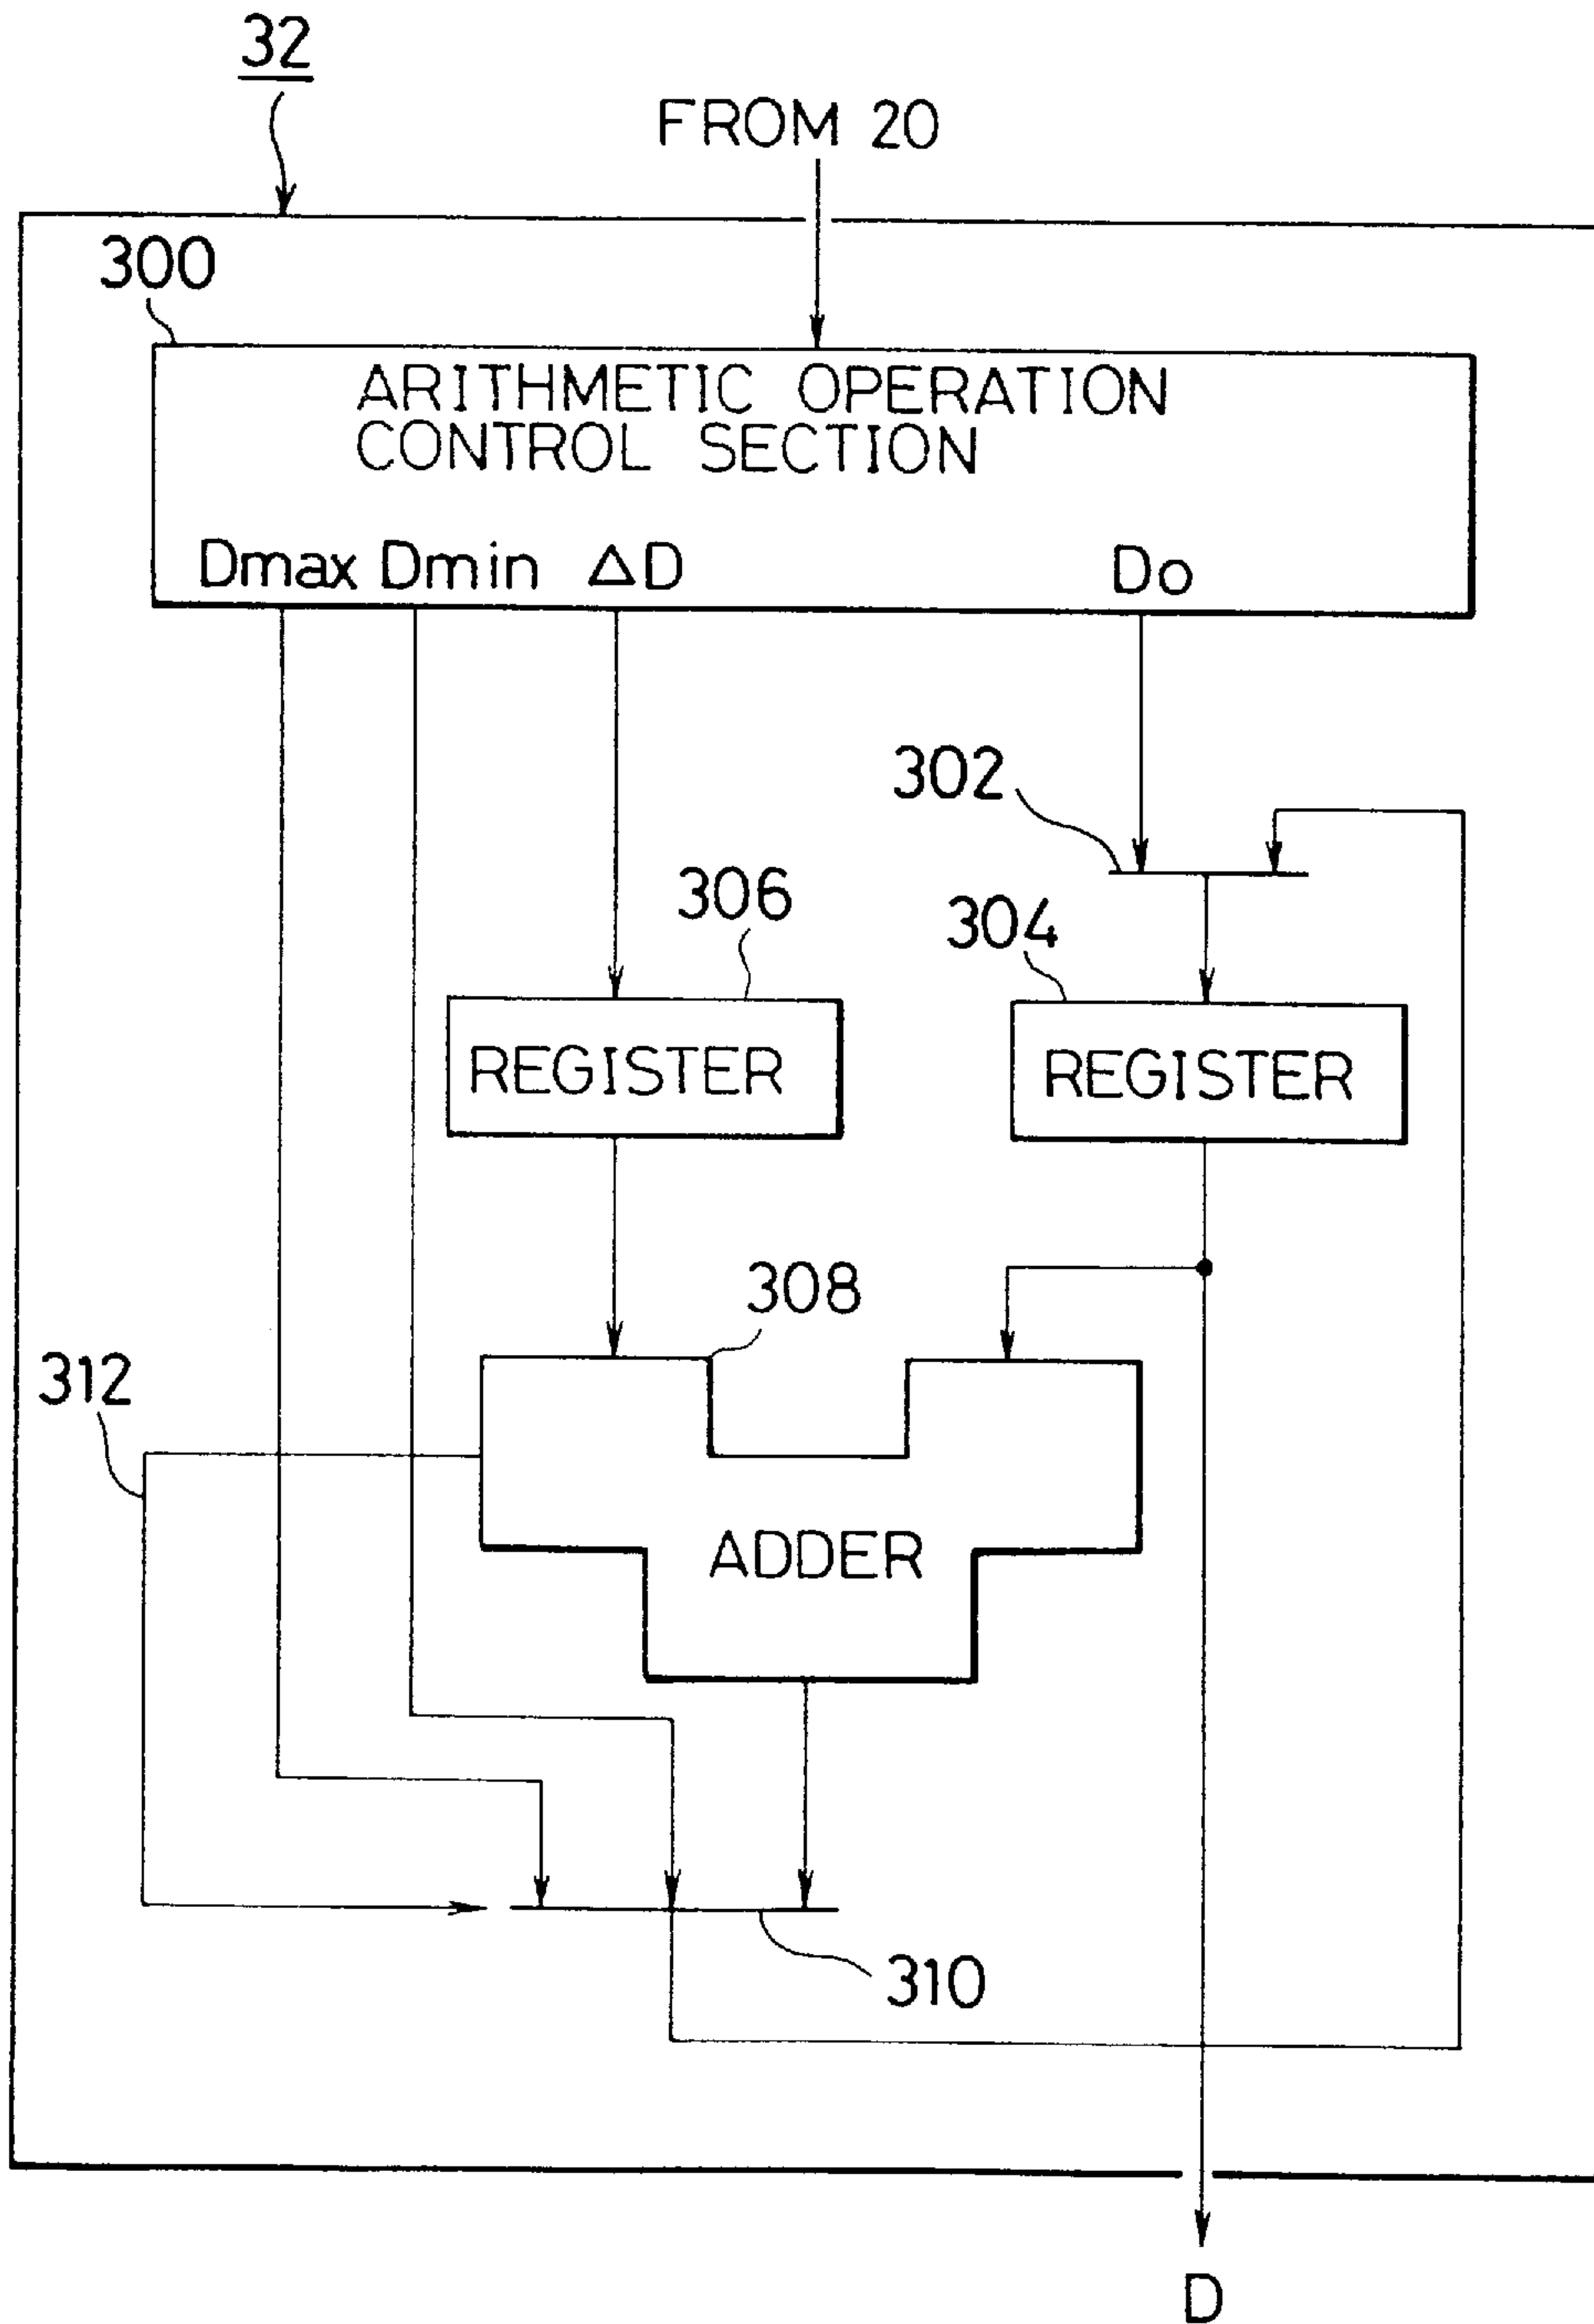 32
FROM 20
300
ARITHMETIC OPERATION
CONTROL SECTION
Dmax Dmin ΔD Do
302
306
304
REGISTER
REGISTER
308
312
ADDER
310
D